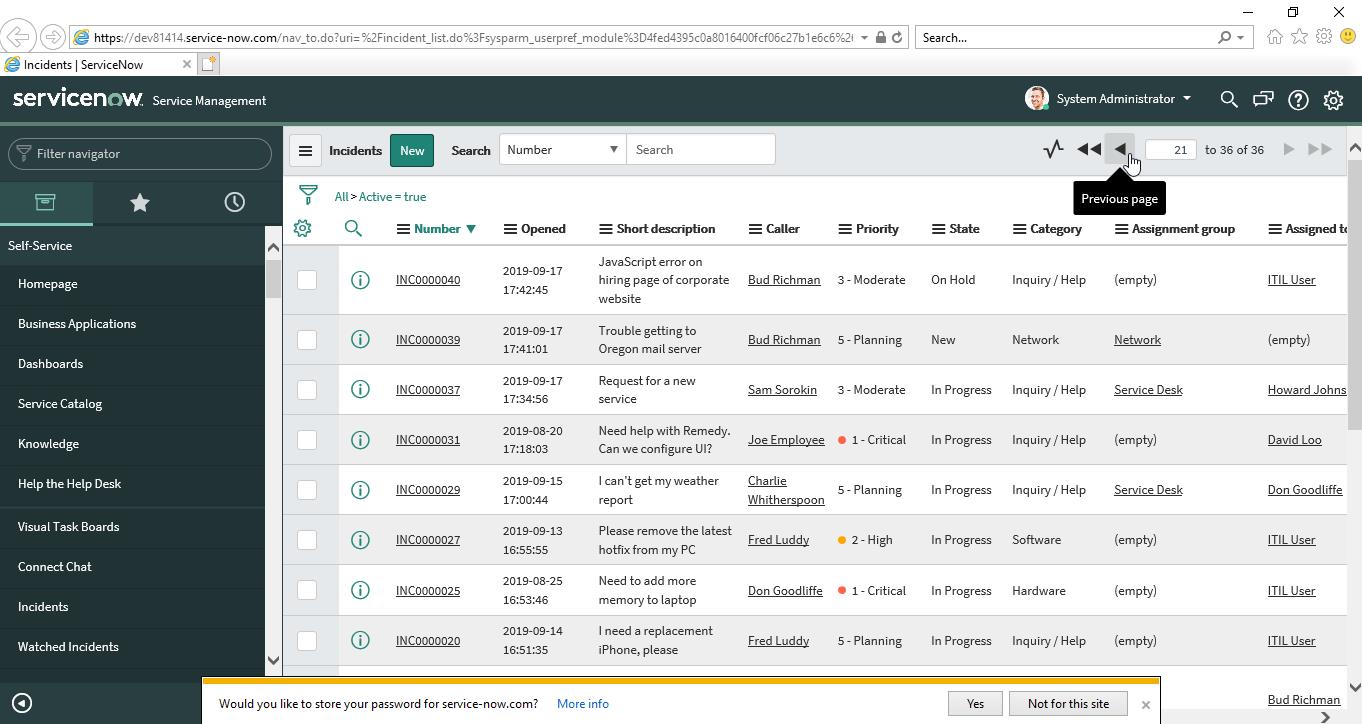 https://dev81414.service-now.com/nav_to.do?uri=%2Fincident_list.do%3Fsysparm_userpref_module%3D4fed4395c0a8016400fcf06c27b1e6c6%2
Search...
Incidents | ServiceNow
servicenow Service Management
System Administrator
Filter navigator
Incidents New Search Number Search
21 to 36 of 36
Previous page
All > Active = true
Number Opened Short description Caller Priority State Category Assignment group Assigned to
Self-Service
Homepage
Business Applications
Dashboards
Service Catalog
Knowledge
Help the Help Desk
Visual Task Boards
Connect Chat
Incidents
Watched Incidents
INC0000040 2019-09-17 17:42:45 JavaScript error on hiring page of corporate website Bud Richman 3 - Moderate On Hold Inquiry / Help (empty) ITIL User
INC0000039 2019-09-17 17:41:01 Trouble getting to Oregon mail server Bud Richman 5 - Planning New Network Network (empty)
INC0000037 2019-09-17 17:34:56 Request for a new service Sam Sorokin 3 - Moderate In Progress Inquiry / Help Service Desk Howard Johns
INC0000031 2019-08-20 17:18:03 Need help with Remedy. Can we configure UI? Joe Employee 1 - Critical In Progress Inquiry / Help (empty) David Loo
INC0000029 2019-09-15 17:00:44 I can't get my weather report Charlie Whitherspoon 5 - Planning In Progress Inquiry / Help Service Desk Don Goodliffe
INC0000027 2019-09-13 16:55:55 Please remove the latest hotfix from my PC Fred Luddy 2 - High In Progress Software (empty) ITIL User
INC0000025 2019-08-25 16:53:46 Need to add more memory to laptop Don Goodliffe 1 - Critical In Progress Hardware (empty) ITIL User
INC0000020 2019-09-14 16:51:35 I need a replacement iPhone, please Fred Luddy 5 - Planning In Progress Inquiry / Help (empty) ITIL User
Bud Richman
Would you like to store your password for service-now.com? More info Yes Not for this site